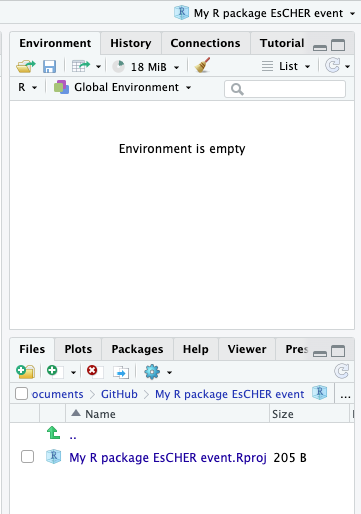 My R package EsCHER event
Environment History Connections Tutorial
18 MiB List
R Global Environment
Environment is empty
Files Plots Packages Help Viewer Pres
ocuments GitHub My R package EsCHER event R ...
Name Size
..
My R package EsCHER event.Rproj 205 B